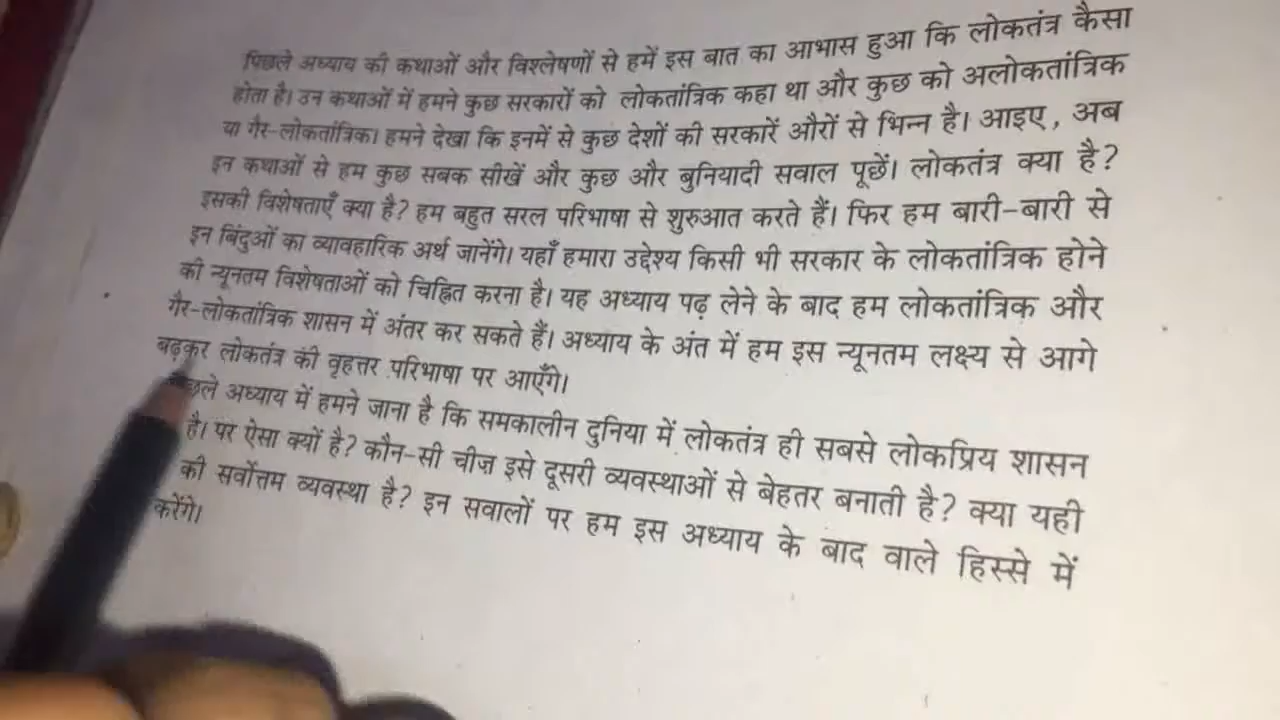 पिछले अध्याय की कथाओं और विश्लेषणों से हमें इस बात का आभास हुआ कि लोकतंत्र कैसा
होता है। उन कथाओं में हमने कुछ सरकारों को लोकतांत्रिक कहा था और कुछ को अलोकतांत्रिक
या गैर-लोकतांत्रिक। हमने देखा कि इनमें से कुछ देशों की सरकारें औरों से भिन्न है। आइए, अब
इन कथाओं से हम कुछ सबक सीखें और कुछ और बुनियादी सवाल पूछें। लोकतंत्र क्या है?
इसकी विशेषताएँ क्या है? हम बहुत सरल परिभाषा से शुरुआत करते हैं। फिर हम बारी-बारी से
इन बिंदुओं का व्यावहारिक अर्थ जानेंगे। यहाँ हमारा उद्देश्य किसी भी सरकार के लोकतांत्रिक होने
की न्यूनतम विशेषताओं को चिह्नित करना है। यह अध्याय पढ़ लेने के बाद हम लोकतांत्रिक और
गैर-लोकतांत्रिक शासन में अंतर कर सकते हैं। अध्याय के अंत में हम इस न्यूनतम लक्ष्य से आगे
बढ़कर लोकतंत्र की वृहत्तर परिभाषा पर आएँगे।
छले अध्याय में हमने जाना है कि समकालीन दुनिया में लोकतंत्र ही सबसे लोकप्रिय शासन
है। पर ऐसा क्यों है? कौन-सी चीज़ इसे दूसरी व्यवस्थाओं से बेहतर बनाती है? क्या यही
की सर्वोत्तम व्यवस्था है? इन सवालों पर हम इस अध्याय के बाद वाले हिस्से में
करेंगे।